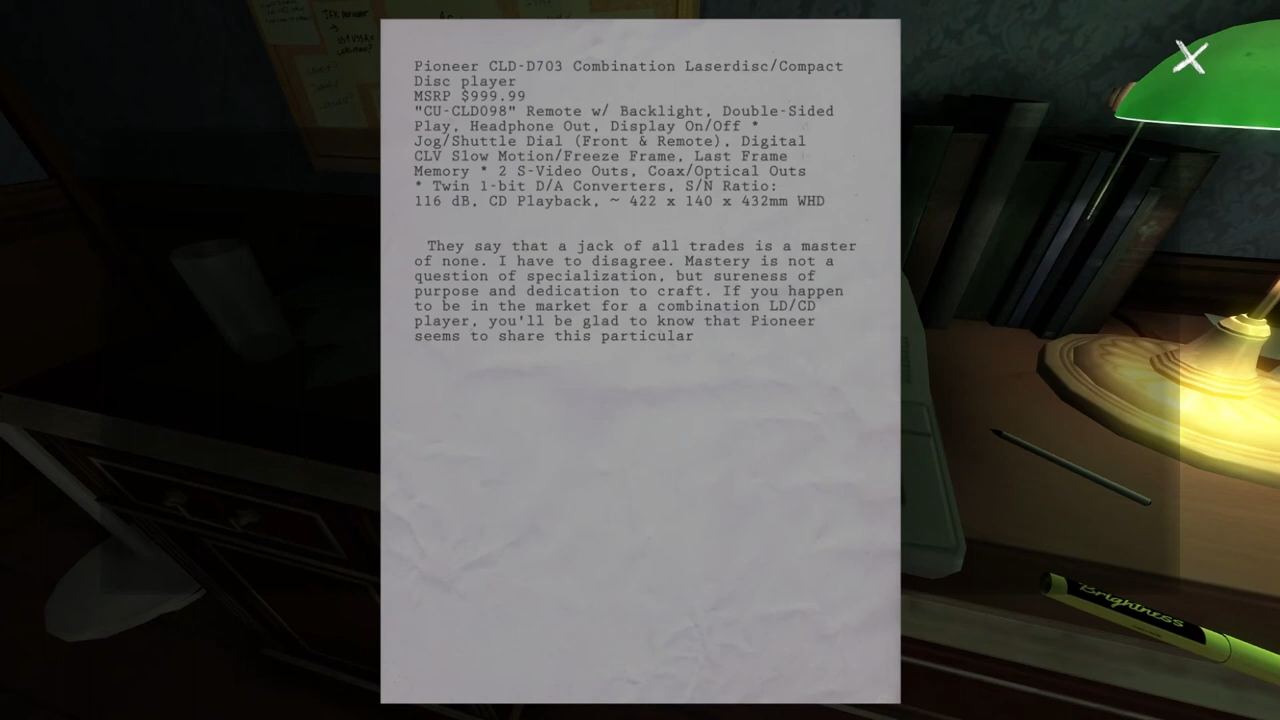 JFK
Pioneer CLD-D703 Combination Laserdisc/Compact
Disc player
MSRP $999.99
"CU-CLD098" Remote w/ Backlight, Double-Sided
Play, Headphone Out, Display On/Off *
Jog/Shuttle Dial (Front & Remote), Digital
CLV Slow Motion/Freeze Frame, Last Frame
Memory * 2 S-Video Outs, Coax/Optical Outs
* Twin 1-bit D/A Converters, S/N Ratio:
116 dB, CD Playback, ~ 422 x 140 x 432mm WHD
They say that a jack of all trades is a master
of none. I have to disagree. Mastery is not a
question of specialization, but sureness of
purpose and dedication to craft. If you happen
to be in the market for a combination LD/CD
player, you'll be glad to know that Pioneer
seems to share this particular
Brightness